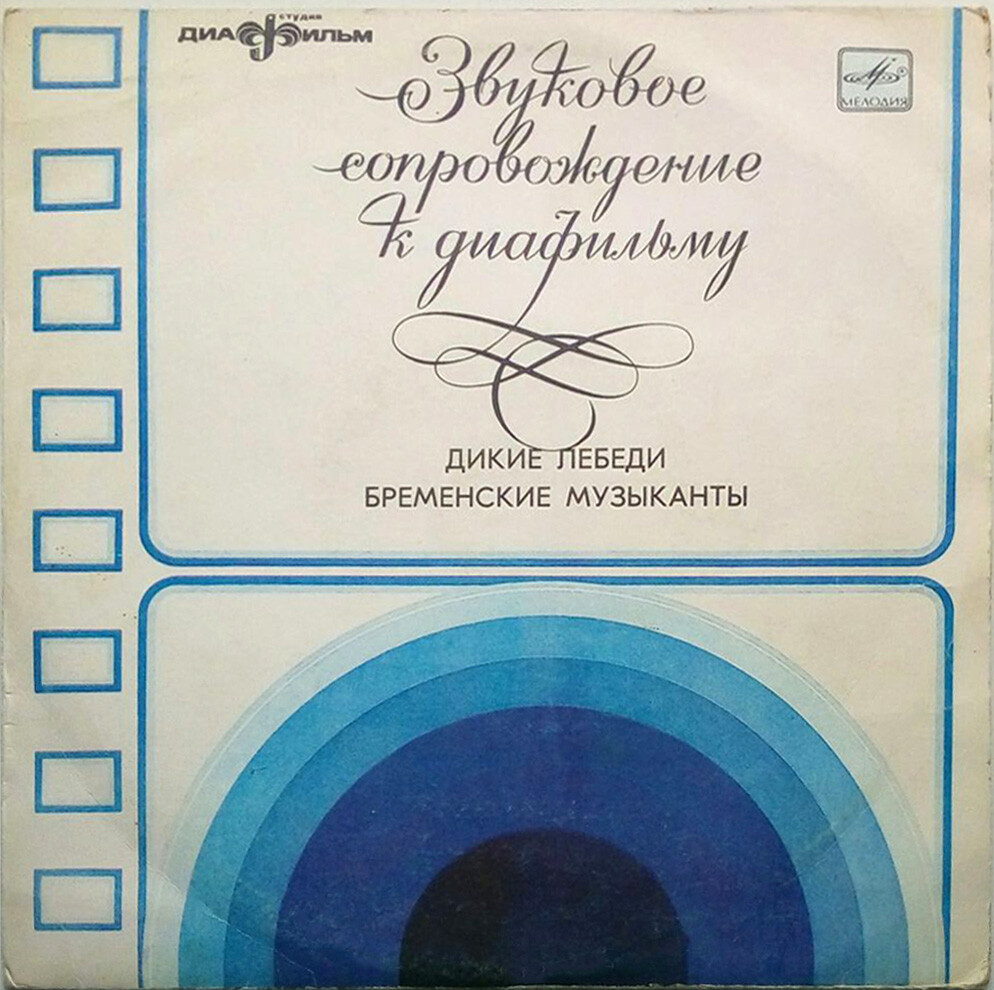 студия
ДИАФИЛЬМ
Звуковое
сопровождение
к диафильму
МЕЛОДИЯ
ДИКИЕ ЛЕБЕДИ
БРЕМЕНСКИЕ МУЗЫКАНТЫ